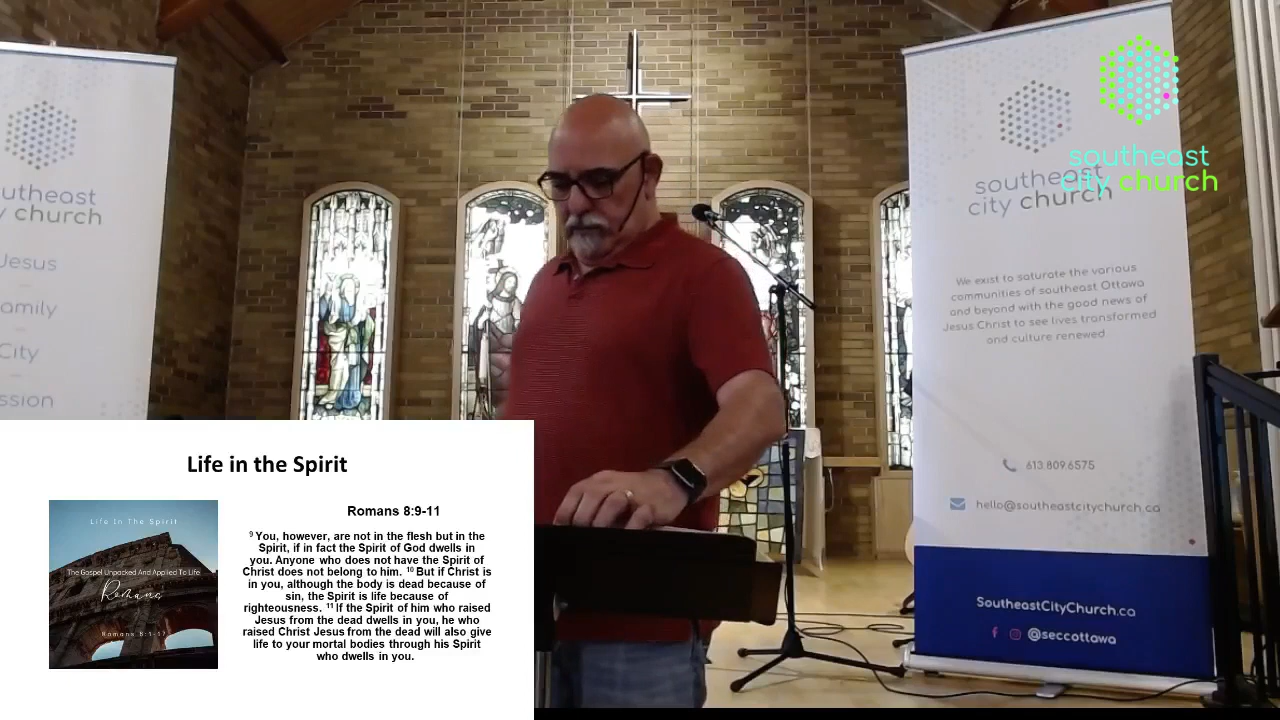 utheast
y church
Jesus
amily
City
ssion
southeast
city church
southeast
city church
We exist to saturate the various
communities of southeast Ottawa
and beyond with the good news of
Jesus Christ to see lives transformed
and culture renewed.
613.809.6575
hello@southeastcitychurch.ca
SoutheastCityChurch.ca
@seccottawa
Life in the Spirit
Life In The Spirit
The Gospel Unpacked And Applied To Life
Romans
Romans 8:1-17
Romans 8:9-11
9 You, however, are not in the flesh but in the
Spirit, if in fact the Spirit of God dwells in
you. Anyone who does not have the Spirit of
Christ does not belong to him. 10 But if Christ is
in you, although the body is dead because of
sin, the Spirit is life because of
righteousness. 11 If the Spirit of him who raised
Jesus from the dead dwells in you, he who
raised Christ Jesus from the dead will also give
life to your mortal bodies through his Spirit
who dwells in you.